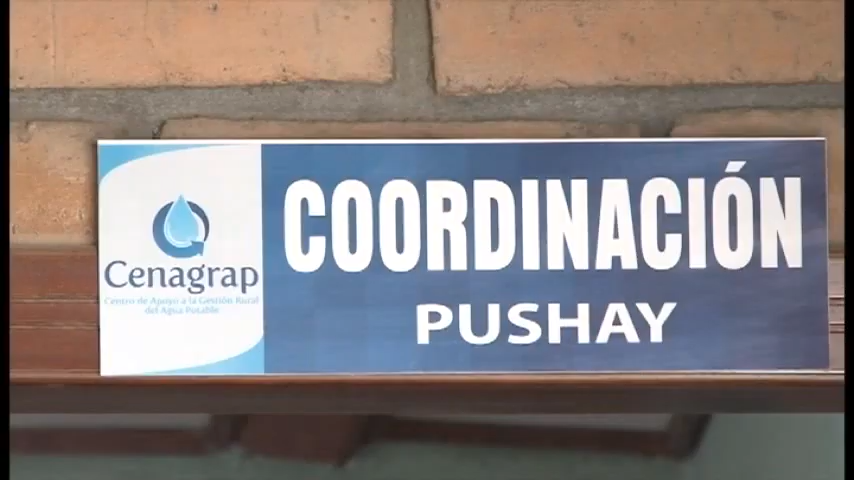 Cenagrap
Centro de Apoyo a la Gestión Rural
del Agua Potable
COORDINACIÓN
PUSHAY